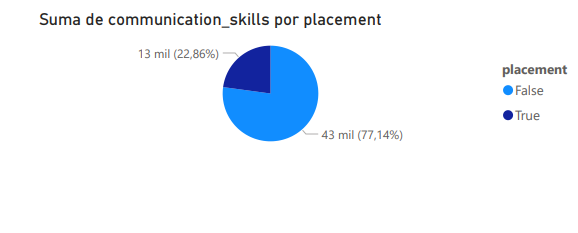 Suma de communication_skills por placement
13 mil (22,86%)
43 mil (77,14%)
placement
False
True